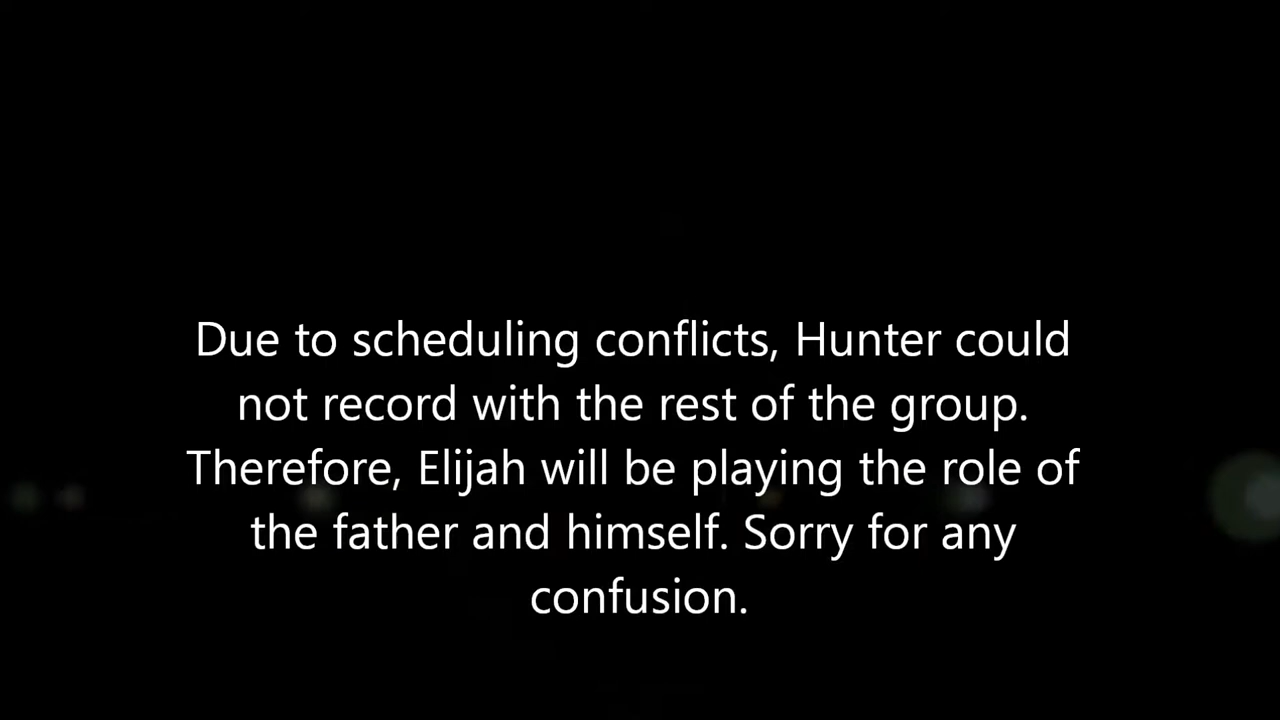 Due to scheduling conflicts, Hunter could
not record with the rest of the group.
Therefore, Elijah will be playing the role of
the father and himself. Sorry for any
confusion.